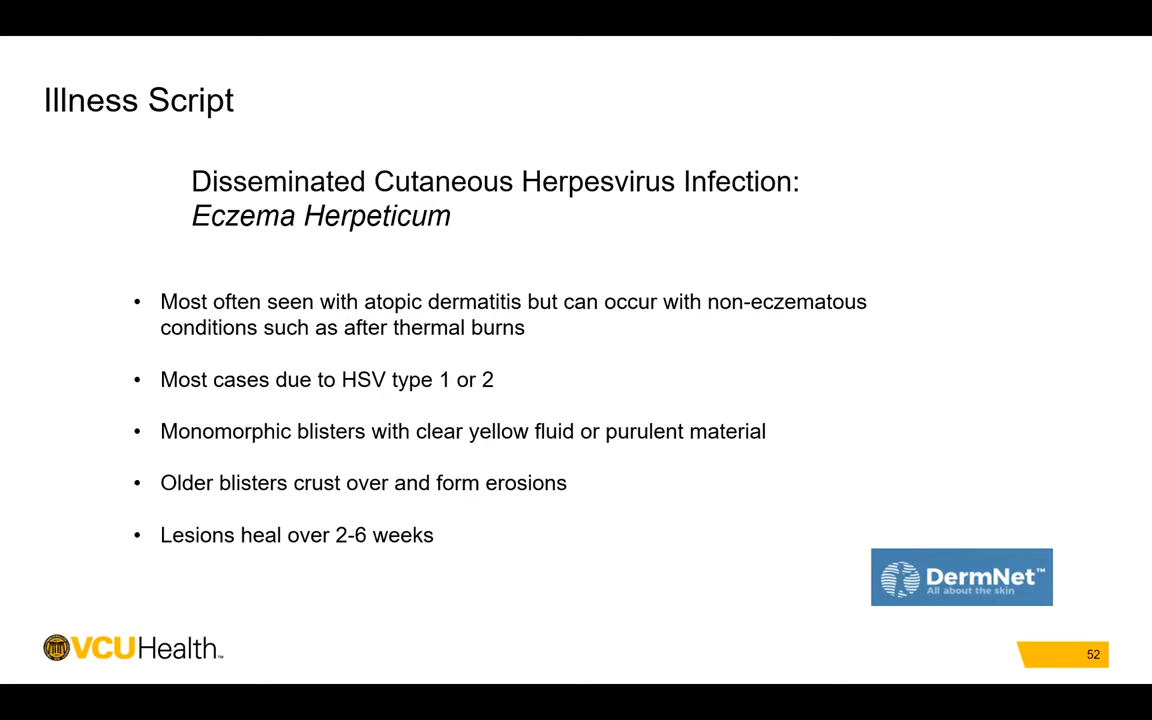 Illness Script
Disseminated Cutaneous Herpesvirus Infection:
Eczema Herpeticum
• Most often seen with atopic dermatitis but can occur with non-eczematous
conditions such as after thermal burns
• Most cases due to HSV type 1 or 2
• Monomorphic blisters with clear yellow fluid or purulent material
• Older blisters crust over and form erosions
• Lesions heal over 2-6 weeks
DermNet™
All about the skin
VCUHealth™
52